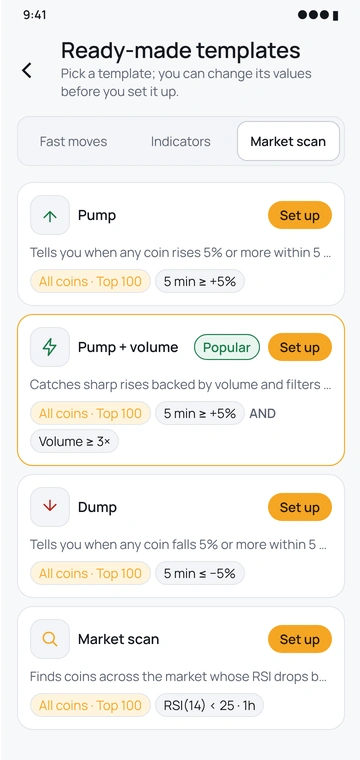 9:41
Ready-made templates
Pick a template; you can change its values
before you set it up.
Fast moves
Indicators
Market scan
Pump
Set up
Tells you when any coin rises 5% or more within 5 ...
All coins · Top 100
5 min ≥ +5%
Pump + volume
Popular
Set up
Catches sharp rises backed by volume and filters ...
All coins · Top 100
5 min ≥ +5%
AND
Volume ≥ 3×
Dump
Set up
Tells you when any coin falls 5% or more within 5 ...
All coins · Top 100
5 min ≤ −5%
Market scan
Set up
Finds coins across the market whose RSI drops b...
All coins · Top 100
RSI(14) < 25 · 1h